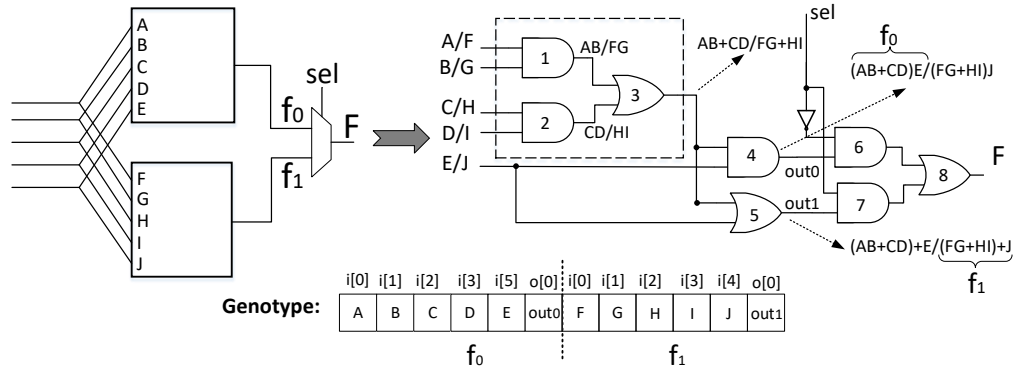 A
B
C
D
E
F
G
H
I
J
f0
f1
sel
F
A/F
B/G
C/H
D/I
E/J
1
2
3
AB/FG
CD/HI
AB+CD/FG+HI
sel
f0
(AB+CD)E/(FG+HI)J
4
out0
5
out1
6
7
8
F
(AB+CD)+E/(FG+HI)+J
f1
i[0] i[1] i[2] i[3] i[5] o[0] i[0] i[1] i[2] i[3] i[4] o[0]
Genotype: A B C D E out0 F G H I J out1
f0 f1